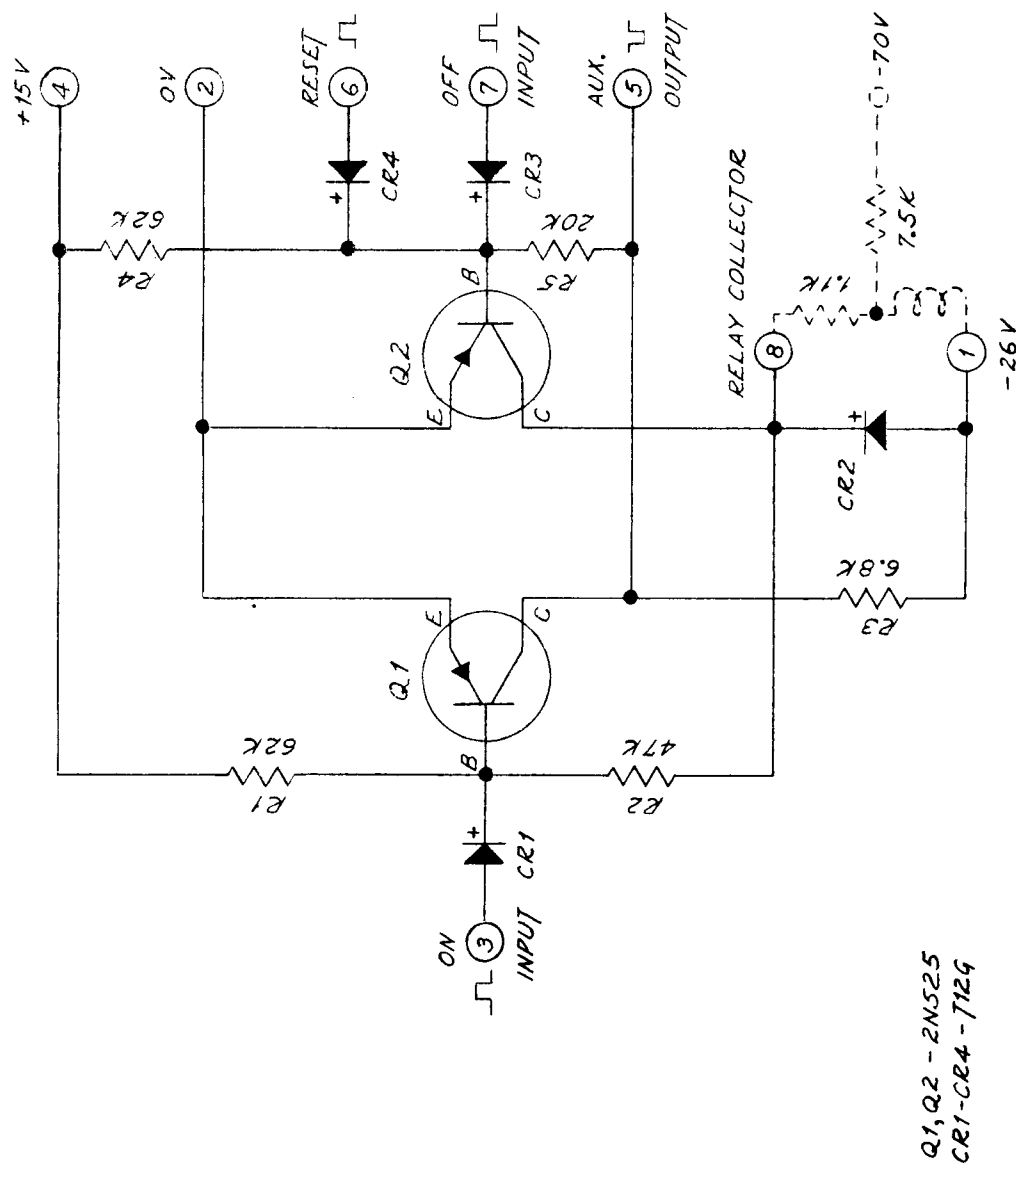 +15V
4
0V
2
RESET
6
OFF
7
INPUT
AUX.
5
OUTPUT
-70V
+
CR4
+
CR3
62K
R4
20K
R5
7.5K
B
Q2
E
C
RELAY COLLECTOR
8
1.1K
1
-26V
+
CR2
Q1
E
C
B
6.8K
R3
62K
R1
47K
R2
+
CR1
ON
3
INPUT
Q1, Q2 - 2N525
CR1-CR4 - T12G